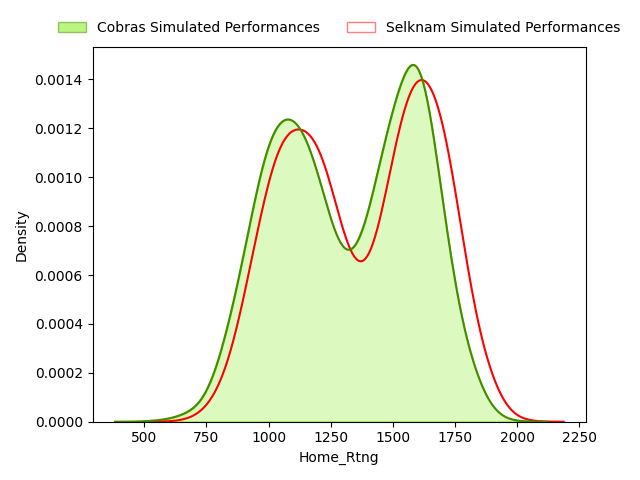 Cobras Simulated Performances Selknam Simulated Performances
0.0014
0.0012
0.0010
0.0008
0.0006
0.0004
0.0002
0.0000
Density
500 750 1000 1250 1500 1750 2000 2250
Home_Rtng